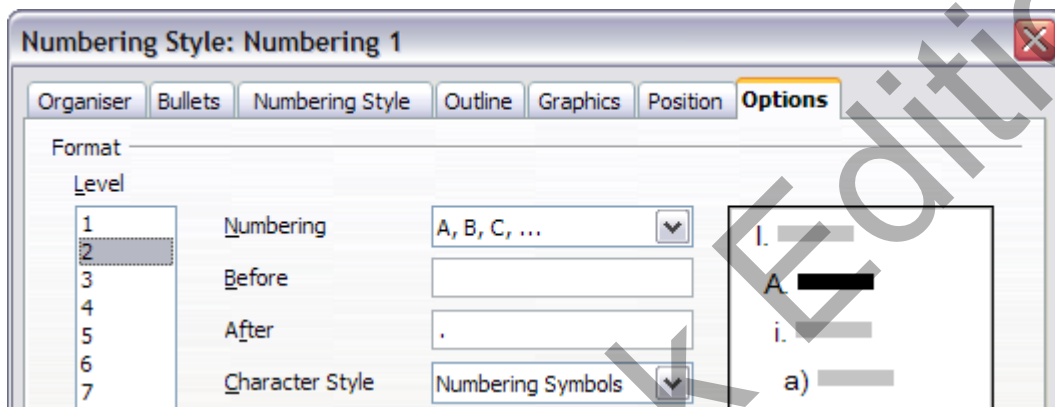 Numbering Style: Numbering 1
Organiser Bullets Numbering Style Outline Graphics Position Options
Format
Level
1
2
3
4
5
6
7
Numbering A, B, C, ...
Before
After .
Character Style Numbering Symbols
I.
A.
i.
a)
K Editio